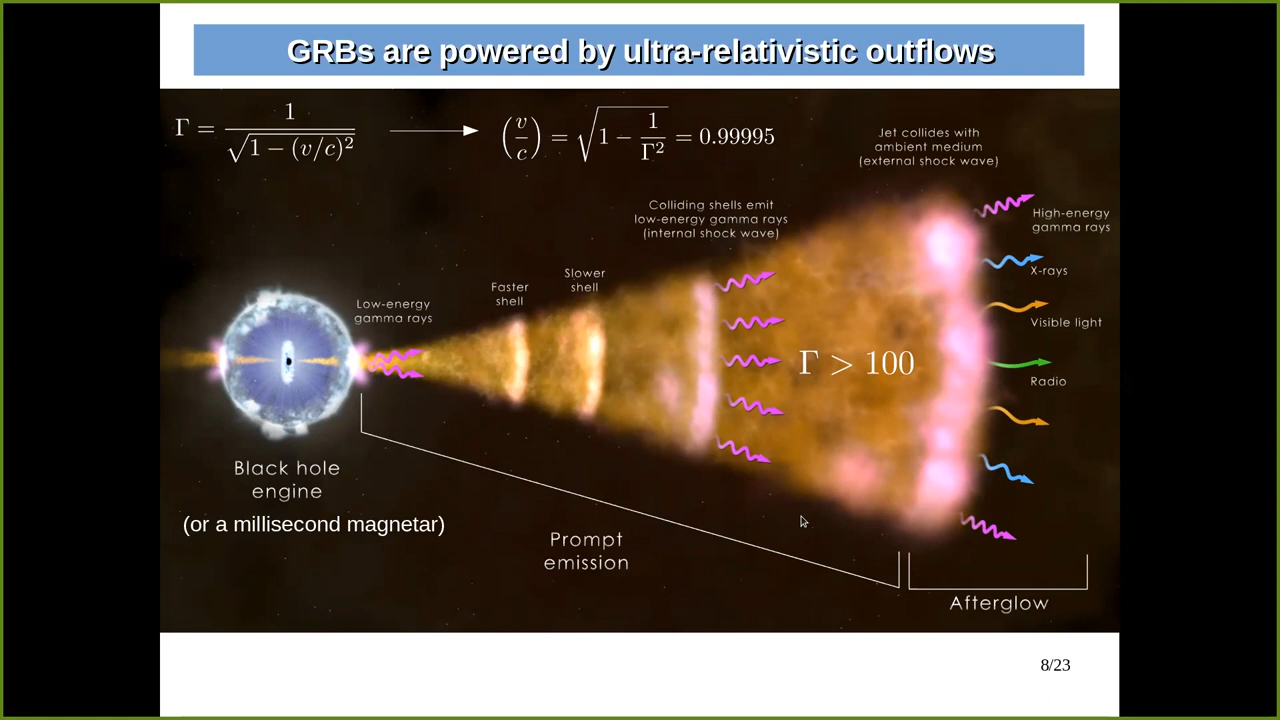 GRBs are powered by ultra-relativistic outflows
Γ = 1 / √(1 − (v/c)²)
(v/c) = √(1 − 1/Γ²) = 0.99995
Jet collides with
ambient medium
(external shock wave)
Colliding shells emit
low-energy gamma rays
(internal shock wave)
High-energy
gamma rays
X-rays
Visible light
Radio
Slower
shell
Faster
shell
Low-energy
gamma rays
Γ > 100
Black hole
engine
(or a millisecond magnetar)
Prompt
emission
Afterglow
8/23